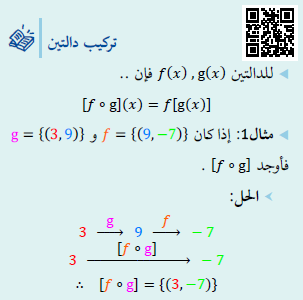 تركيب دالتين
للدالتين f(x) , g(x) فإن ..
[f ∘ g](x) = f[g(x)]
مثال1: إذا كان f = {(9, −7)} و g = {(3, 9)}
فأوجد [f ∘ g] .
الحل:
g f
3 ⟶ 9 ⟶ − 7
[f ∘ g]
3 ⟶ − 7
∴ [f ∘ g] = {(3, −7)}